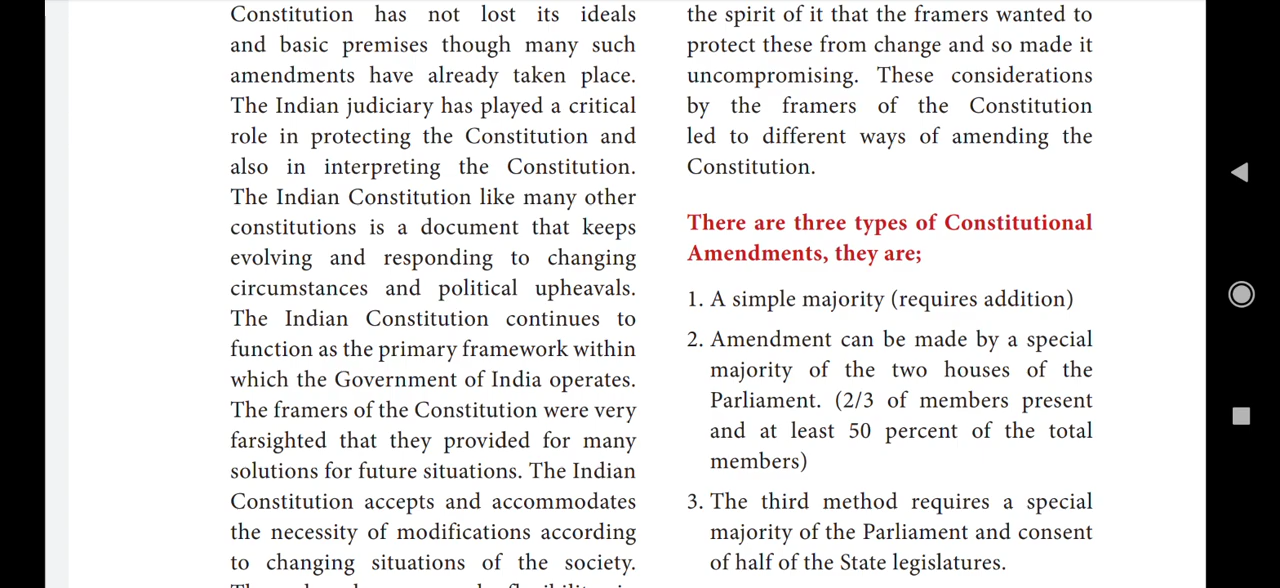 Constitution has not lost its ideals
and basic premises though many such
amendments have already taken place.
The Indian judiciary has played a critical
role in protecting the Constitution and
also in interpreting the Constitution.
The Indian Constitution like many other
constitutions is a document that keeps
evolving and responding to changing
circumstances and political upheavals.
The Indian Constitution continues to
function as the primary framework within
which the Government of India operates.
The framers of the Constitution were very
farsighted that they provided for many
solutions for future situations. The Indian
Constitution accepts and accommodates
the necessity of modifications according
to changing situations of the society.
the spirit of it that the framers wanted to
protect these from change and so made it
uncompromising. These considerations
by the framers of the Constitution
led to different ways of amending the
Constitution.
There are three types of Constitutional
Amendments, they are;
1. A simple majority (requires addition)
2. Amendment can be made by a special
majority of the two houses of the
Parliament. (2/3 of members present
and at least 50 percent of the total
members)
3. The third method requires a special
majority of the Parliament and consent
of half of the State legislatures.